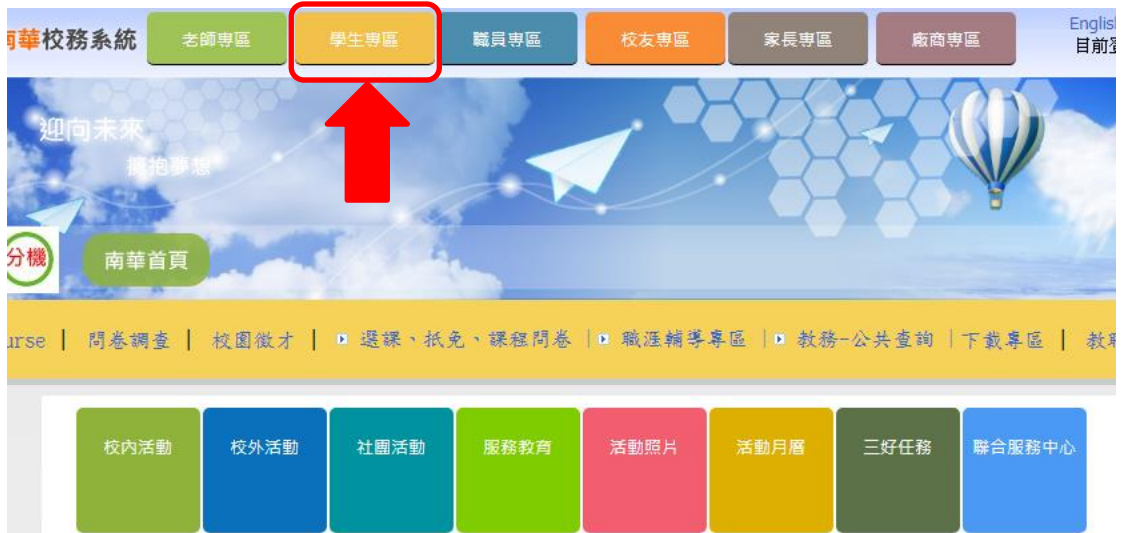 華校務系統 老師專區 學生專區 職員專區 校友專區 家長專區 廠商專區
English
目前
迎向未來
擁抱夢想
分機 南華首頁
urse | 問卷調查 | 校園徵才 | 選課、抵免、課程問卷 | 職涯輔導專區 | 教務-公共查詢 | 下載專區 | 教
校內活動 校外活動 社團活動 服務教育 活動照片 活動月曆 三好任務 聯合服務中心